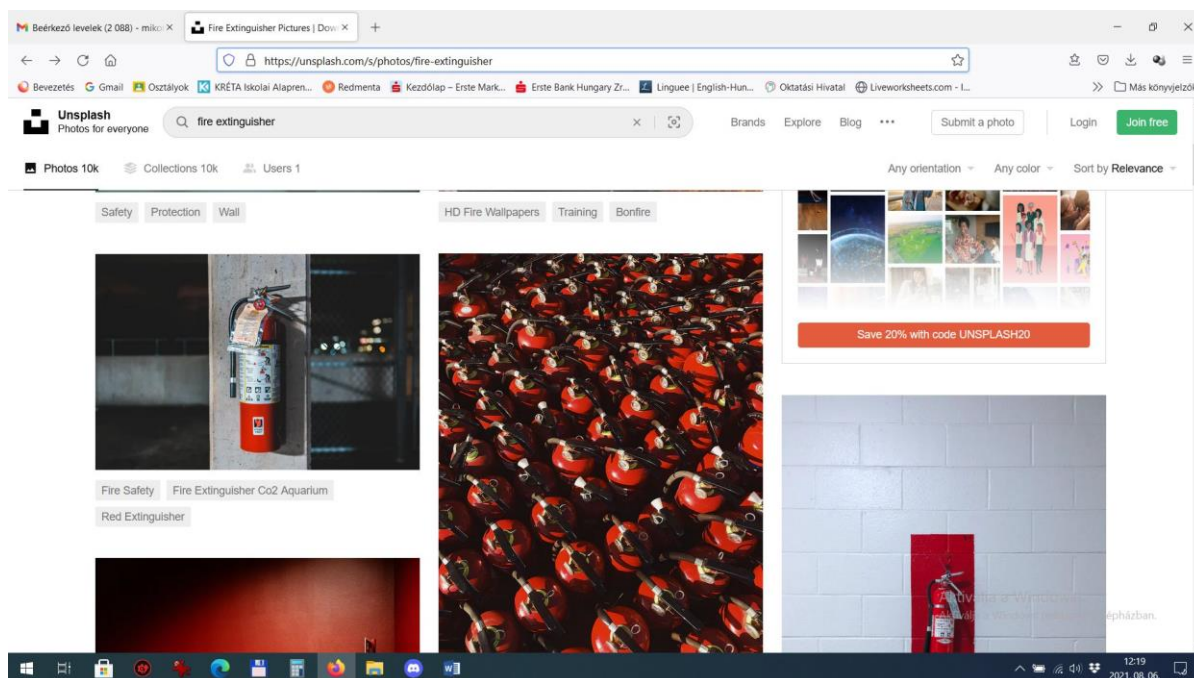 Beérkező levelek (2 088) - miko
Fire Extinguisher Pictures | Dow
https://unsplash.com/s/photos/fire-extinguisher
Bevezetés Gmail Osztályok KRÉTA Iskolai Alapren... Redmenta Kezdőlap – Erste Mark... Erste Bank Hungary Zr... Linguee | English-Hun... Oktatási Hivatal Liveworksheets.com - I... Más könyvjelzők
Unsplash
Photos for everyone
fire extinguisher
Brands Explore Blog Submit a photo Login Join free
Photos 10k Collections 10k Users 1 Any orientation Any color Sort by Relevance
Safety Protection Wall
HD Fire Wallpapers Training Bonfire
Save 20% with code UNSPLASH20
Fire Safety Fire Extinguisher Co2 Aquarium
Red Extinguisher
Aktiválja a Windowst
épházban.
12:19
2021. 08. 06.